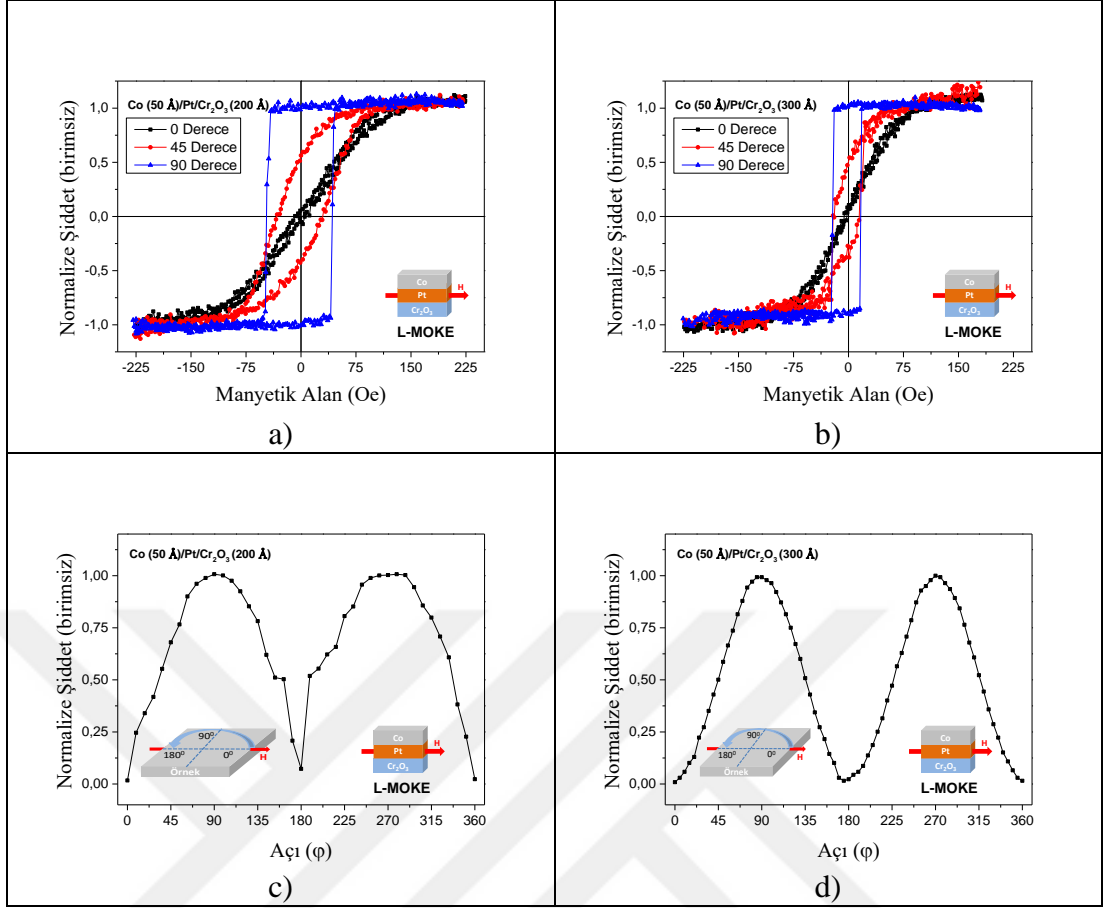 Co (50 Å)/Pt/Cr₂O₃ (200 Å)
0 Derece
45 Derece
90 Derece
1,0
0,5
0,0
-0,5
-1,0
Normalize Şiddet (birimsiz)
Co
Pt
Cr₂O₃
H
L-MOKE
-225 -150 -75 0 75 150 225
Manyetik Alan (Oe)
a)
Co (50 Å)/Pt/Cr₂O₃ (300 Å)
0 Derece
45 Derece
90 Derece
1,0
0,5
0,0
-0,5
-1,0
Normalize Şiddet (birimsiz)
Co
Pt
Cr₂O₃
H
L-MOKE
-225 -150 -75 0 75 150 225
Manyetik Alan (Oe)
b)
Co (50 Å)/Pt/Cr₂O₃ (200 Å)
1,00
0,75
0,50
0,25
0,00
Normalize Şiddet (birimsiz)
90⁰
180⁰ 0⁰
H
Örnek
Co
Pt
Cr₂O₃
H
L-MOKE
0 45 90 135 180 225 270 315 360
Açı (φ)
c)
Co (50 Å)/Pt/Cr₂O₃ (300 Å)
1,00
0,75
0,50
0,25
0,00
Normalize Şiddet (birimsiz)
90⁰
180⁰ 0⁰
H
Örnek
Co
Pt
Cr₂O₃
H
L-MOKE
0 45 90 135 180 225 270 315 360
Açı (φ)
d)